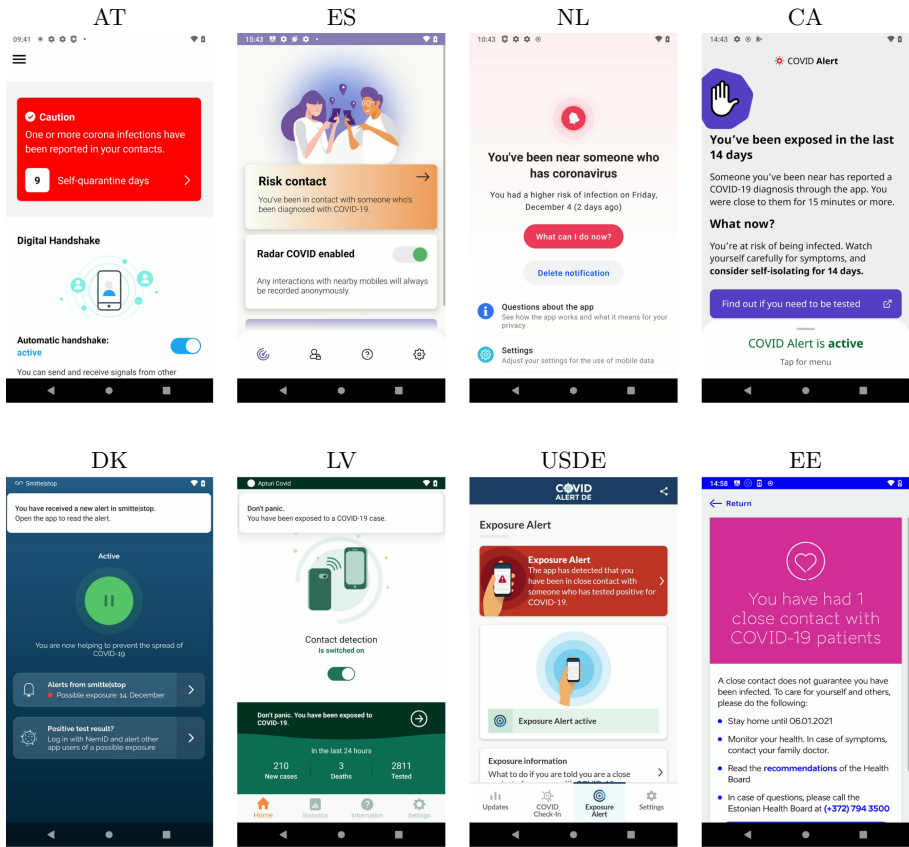 AT
09:41
Caution
One or more corona infections have
been reported in your contacts.
9 Self-quarantine days
Digital Handshake
Automatic handshake:
active
You can send and receive signals from other
ES
15:43
Risk contact
You've been in contact with someone who's
been diagnosed with COVID-19.
Radar COVID enabled
Any interactions with nearby mobiles will always
be recorded anonymously.
NL
10:43
You've been near someone who
has coronavirus
You had a higher risk of infection on Friday,
December 4 (2 days ago)
What can I do now?
Delete notification
Questions about the app
See how the app works and what it means for your
privacy
Settings
Adjust your settings for the use of mobile data
CA
14:43
COVID Alert
You've been exposed in the last
14 days
Someone you've been near has reported a
COVID-19 diagnosis through the app. You
were close to them for 15 minutes or more.
What now?
You're at risk of being infected. Watch
yourself carefully for symptoms, and
consider self-isolating for 14 days.
Find out if you need to be tested
COVID Alert is active
Tap for menu
DK
Smitte|stop
You have received a new alert in smitte|stop.
Open the app to read the alert.
Active
You are now helping to prevent the spread of
COVID-19
Alerts from smitte|stop
Possible exposure: 14. December
Positive test result?
Log in with NemID and alert other
app users of a possible exposure
LV
Apturi Covid
Don't panic.
You have been exposed to a COVID-19 case.
Contact detection
Is switched on
Don't panic. You have been exposed to
COVID-19.
In the last 24 hours
210 3 2811
New cases Deaths Tested
Home Statistics Information Settings
USDE
COVID
ALERT DE
Exposure Alert
Exposure Alert
The app has detected that you
have been in close contact with
someone who has tested positive for
COVID-19.
Exposure Alert active
Exposure information
What to do if you are told you are a close
Updates COVID Check-In Exposure Alert Settings
EE
14:58
Return
You have had 1
close contact with
COVID-19 patients
A close contact does not guarantee you have
been infected. To care for yourself and others,
please do the following:
Stay home until 06.01.2021
Monitor your health. In case of symptoms,
contact your family doctor.
Read the recommendations of the Health
Board
In case of questions, please call the
Estonian Health Board at (+372) 794 3500